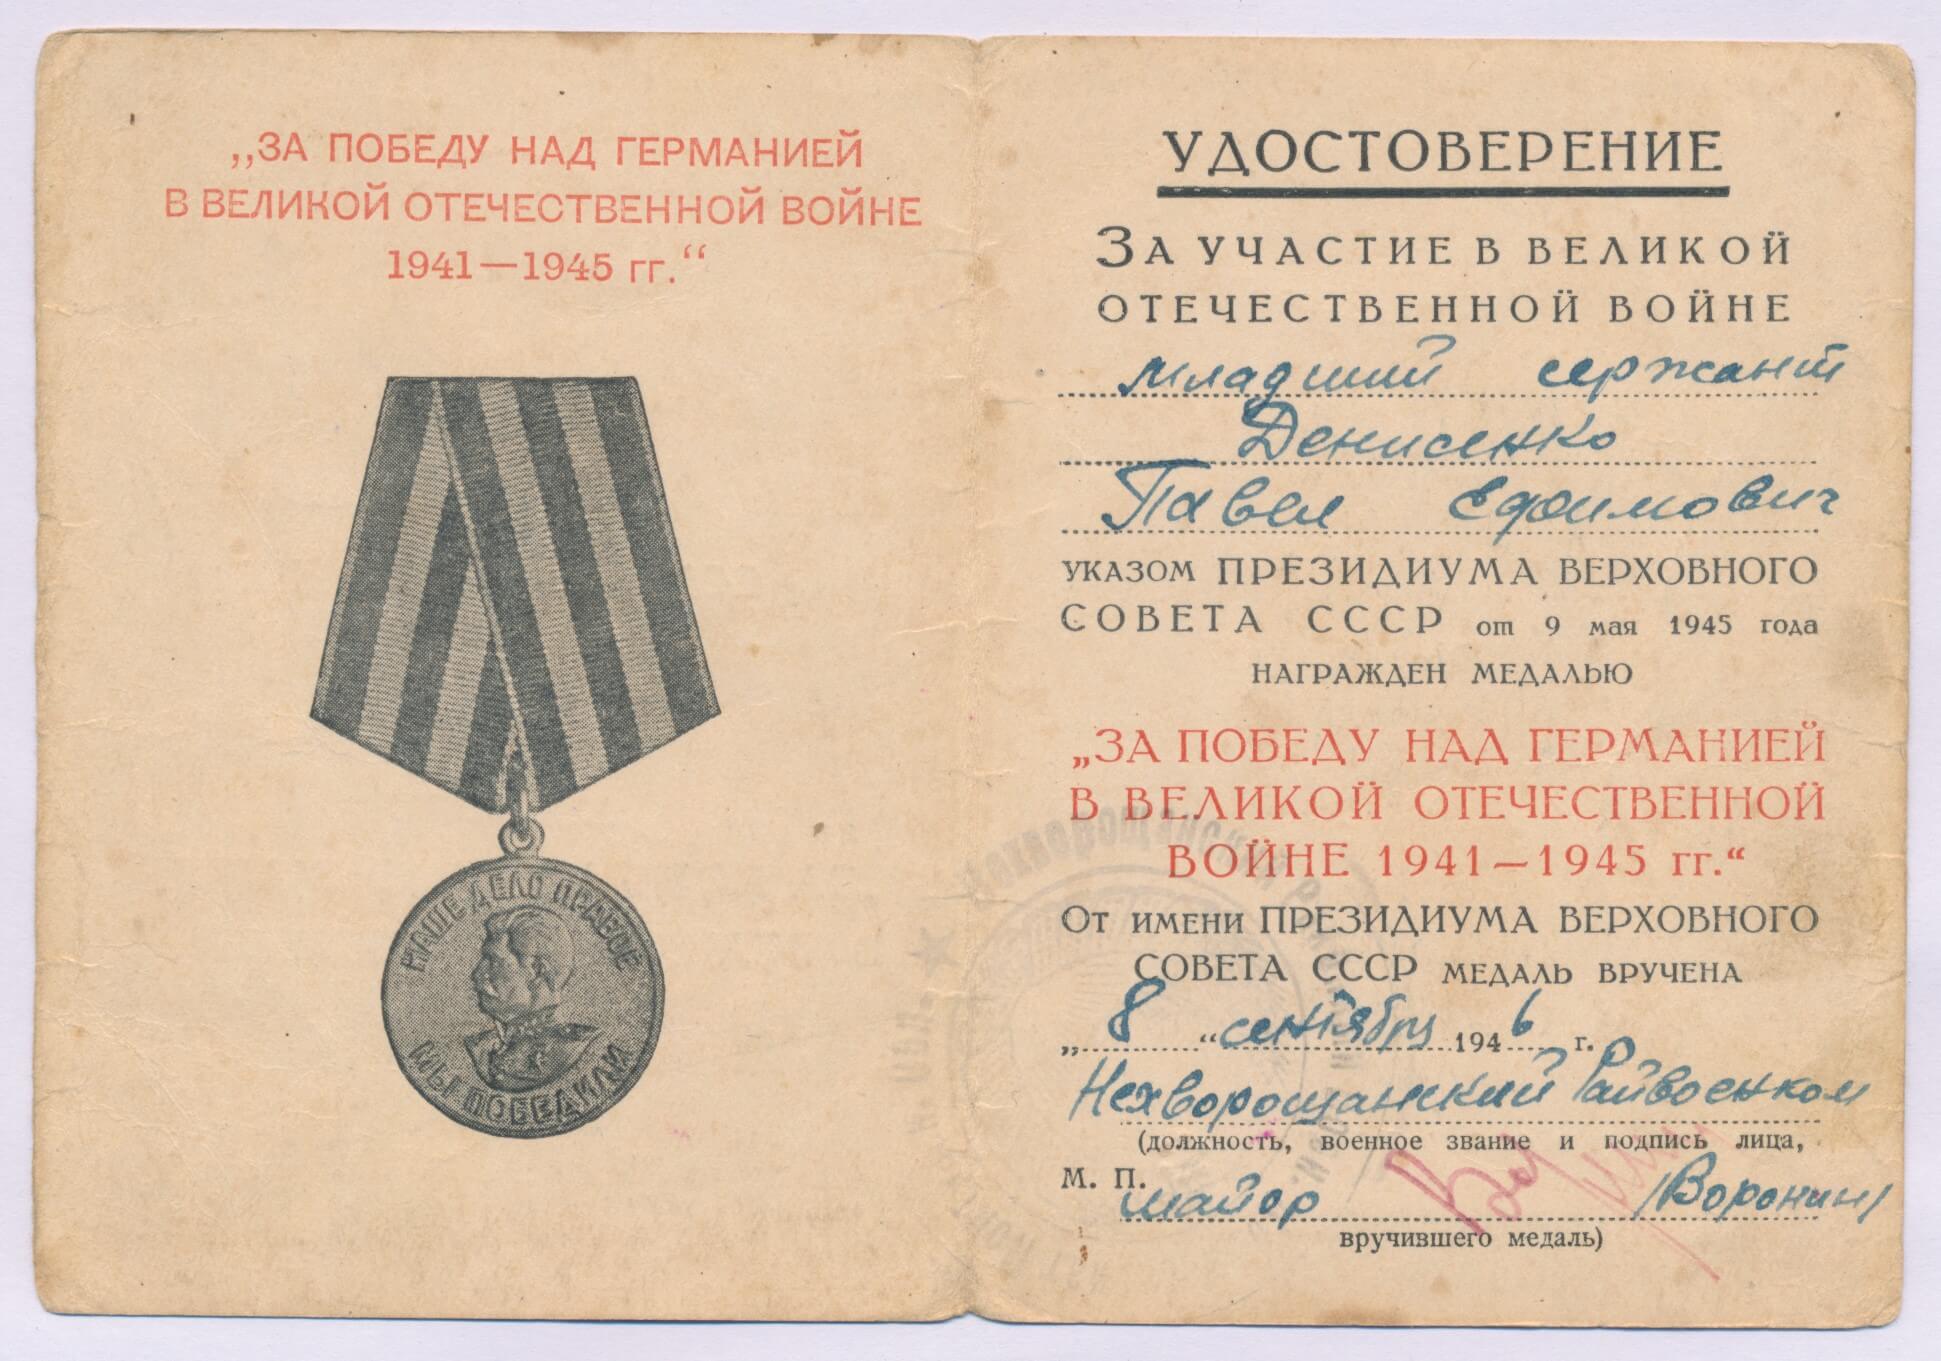 „ЗА ПОБЕДУ НАД ГЕРМАНИЕЙ
В ВЕЛИКОЙ ОТЕЧЕСТВЕННОЙ ВОЙНЕ
1941—1945 гг.“
НАШЕ ДЕЛО ПРАВОЕ
МЫ ПОБЕДИЛИ
УДОСТОВЕРЕНИЕ
ЗА УЧАСТИЕ В ВЕЛИКОЙ
ОТЕЧЕСТВЕННОЙ ВОЙНЕ
младший сержант
Денисенко
Павел Ефимович
УКАЗОМ ПРЕЗИДИУМА ВЕРХОВНОГО
СОВЕТА СССР от 9 мая 1945 года
НАГРАЖДЕН МЕДАЛЬЮ
„ЗА ПОБЕДУ НАД ГЕРМАНИЕЙ
В ВЕЛИКОЙ ОТЕЧЕСТВЕННОЙ
ВОЙНЕ 1941—1945 гг.“
ОТ ИМЕНИ ПРЕЗИДИУМА ВЕРХОВНОГО
СОВЕТА СССР МЕДАЛЬ ВРУЧЕНА
„8“ сентября 1946 г.
Нехворощанский Райвоенком
(должность, военное звание и подпись лица,
М. П.
майор /Воронин/
вручившего медаль)